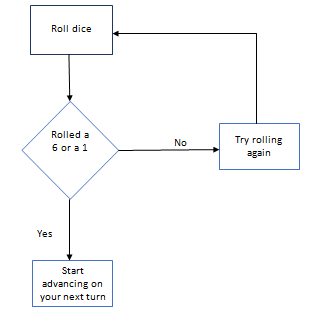 Roll dice
Rolled a
6 or a 1
No
Try rolling
again
Yes
Start
advancing on
your next turn